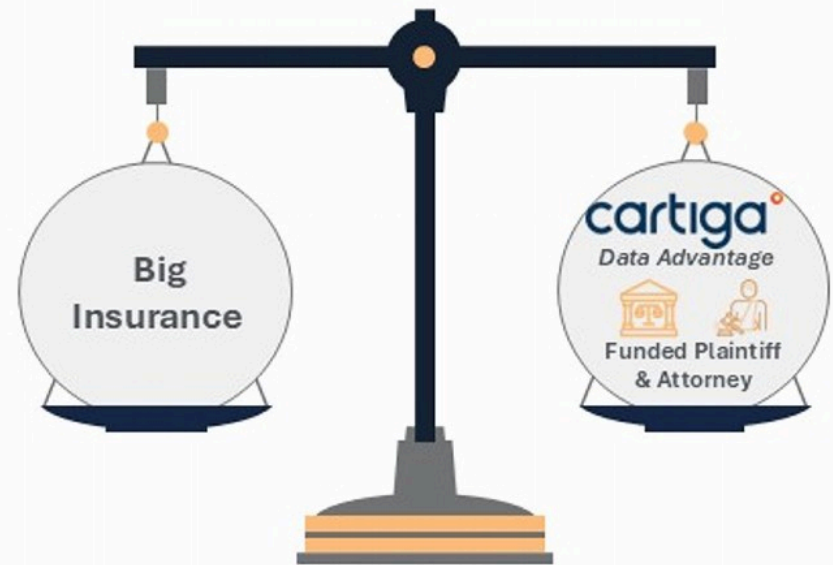 Big
Insurance
cartiga
Data Advantage
Funded Plaintiff
& Attorney